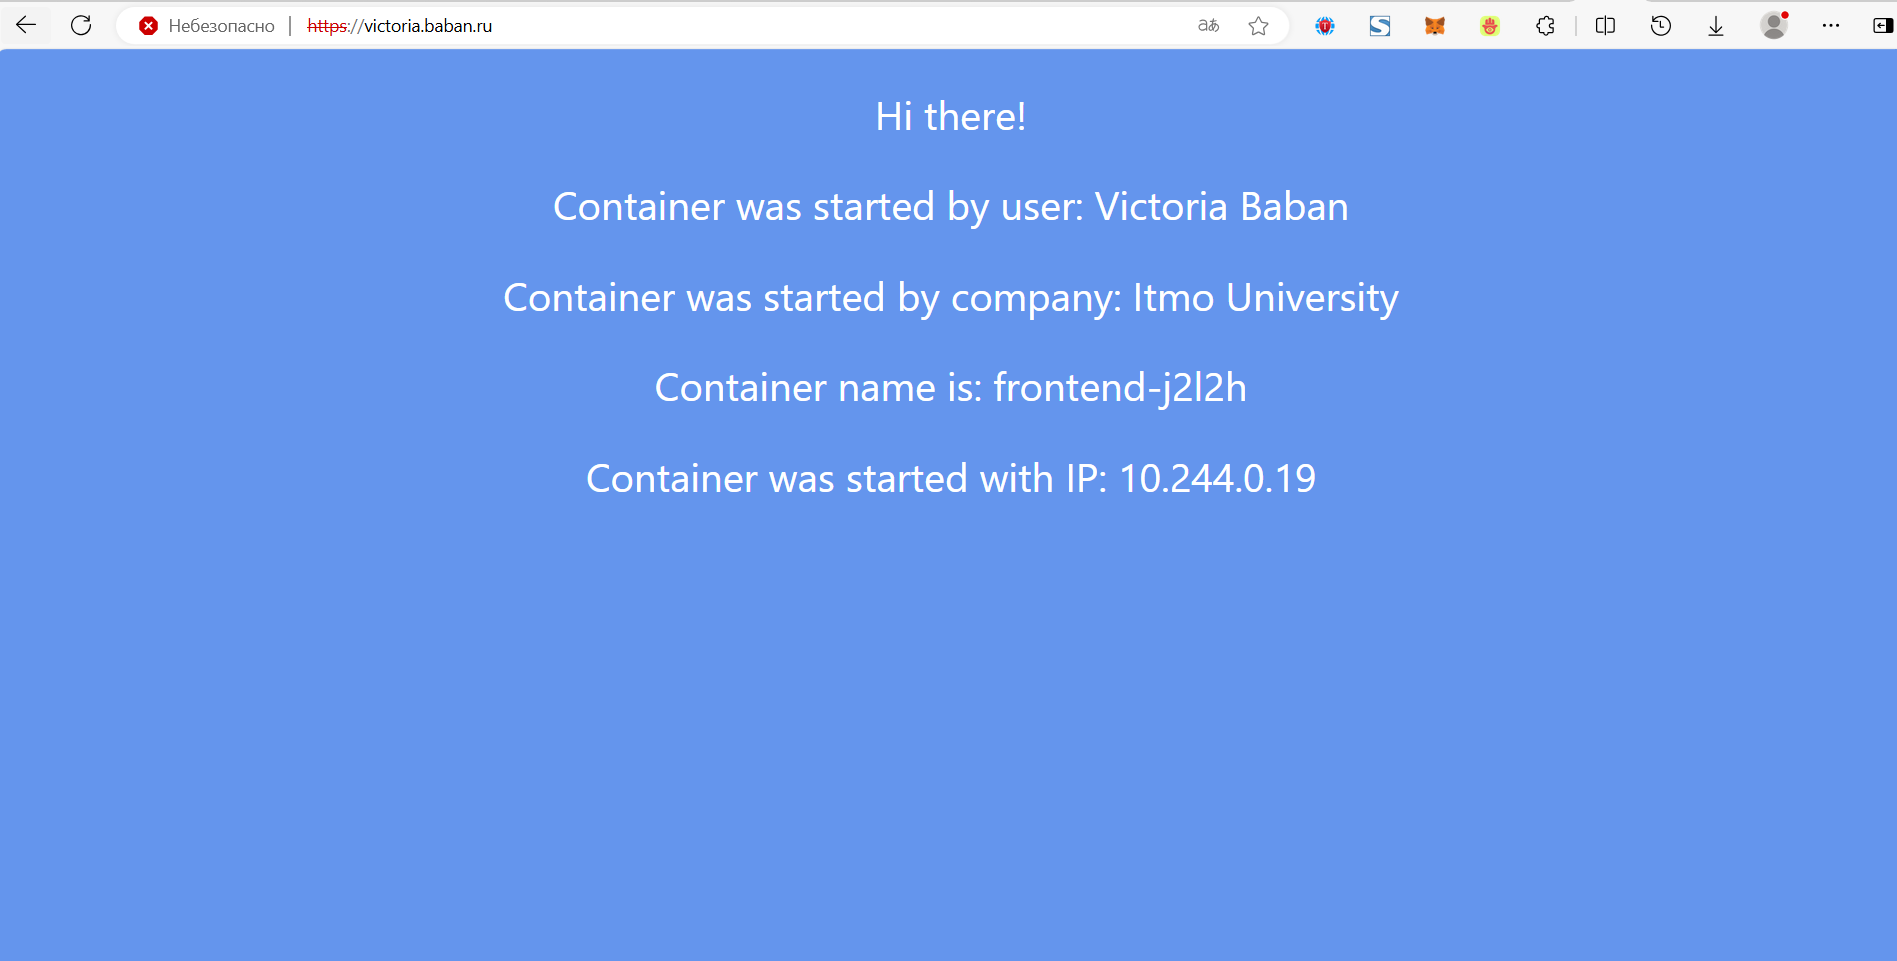 Небезопасно | https://victoria.baban.ru
Hi there!
Container was started by user: Victoria Baban
Container was started by company: Itmo University
Container name is: frontend-j2l2h
Container was started with IP: 10.244.0.19